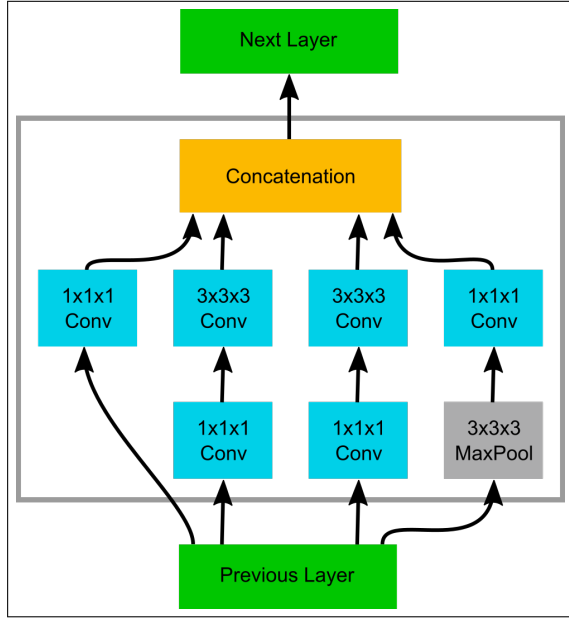 Next Layer
Concatenation
1x1x1
Conv
3x3x3
Conv
3x3x3
Conv
1x1x1
Conv
1x1x1
Conv
1x1x1
Conv
3x3x3
MaxPool
Previous Layer